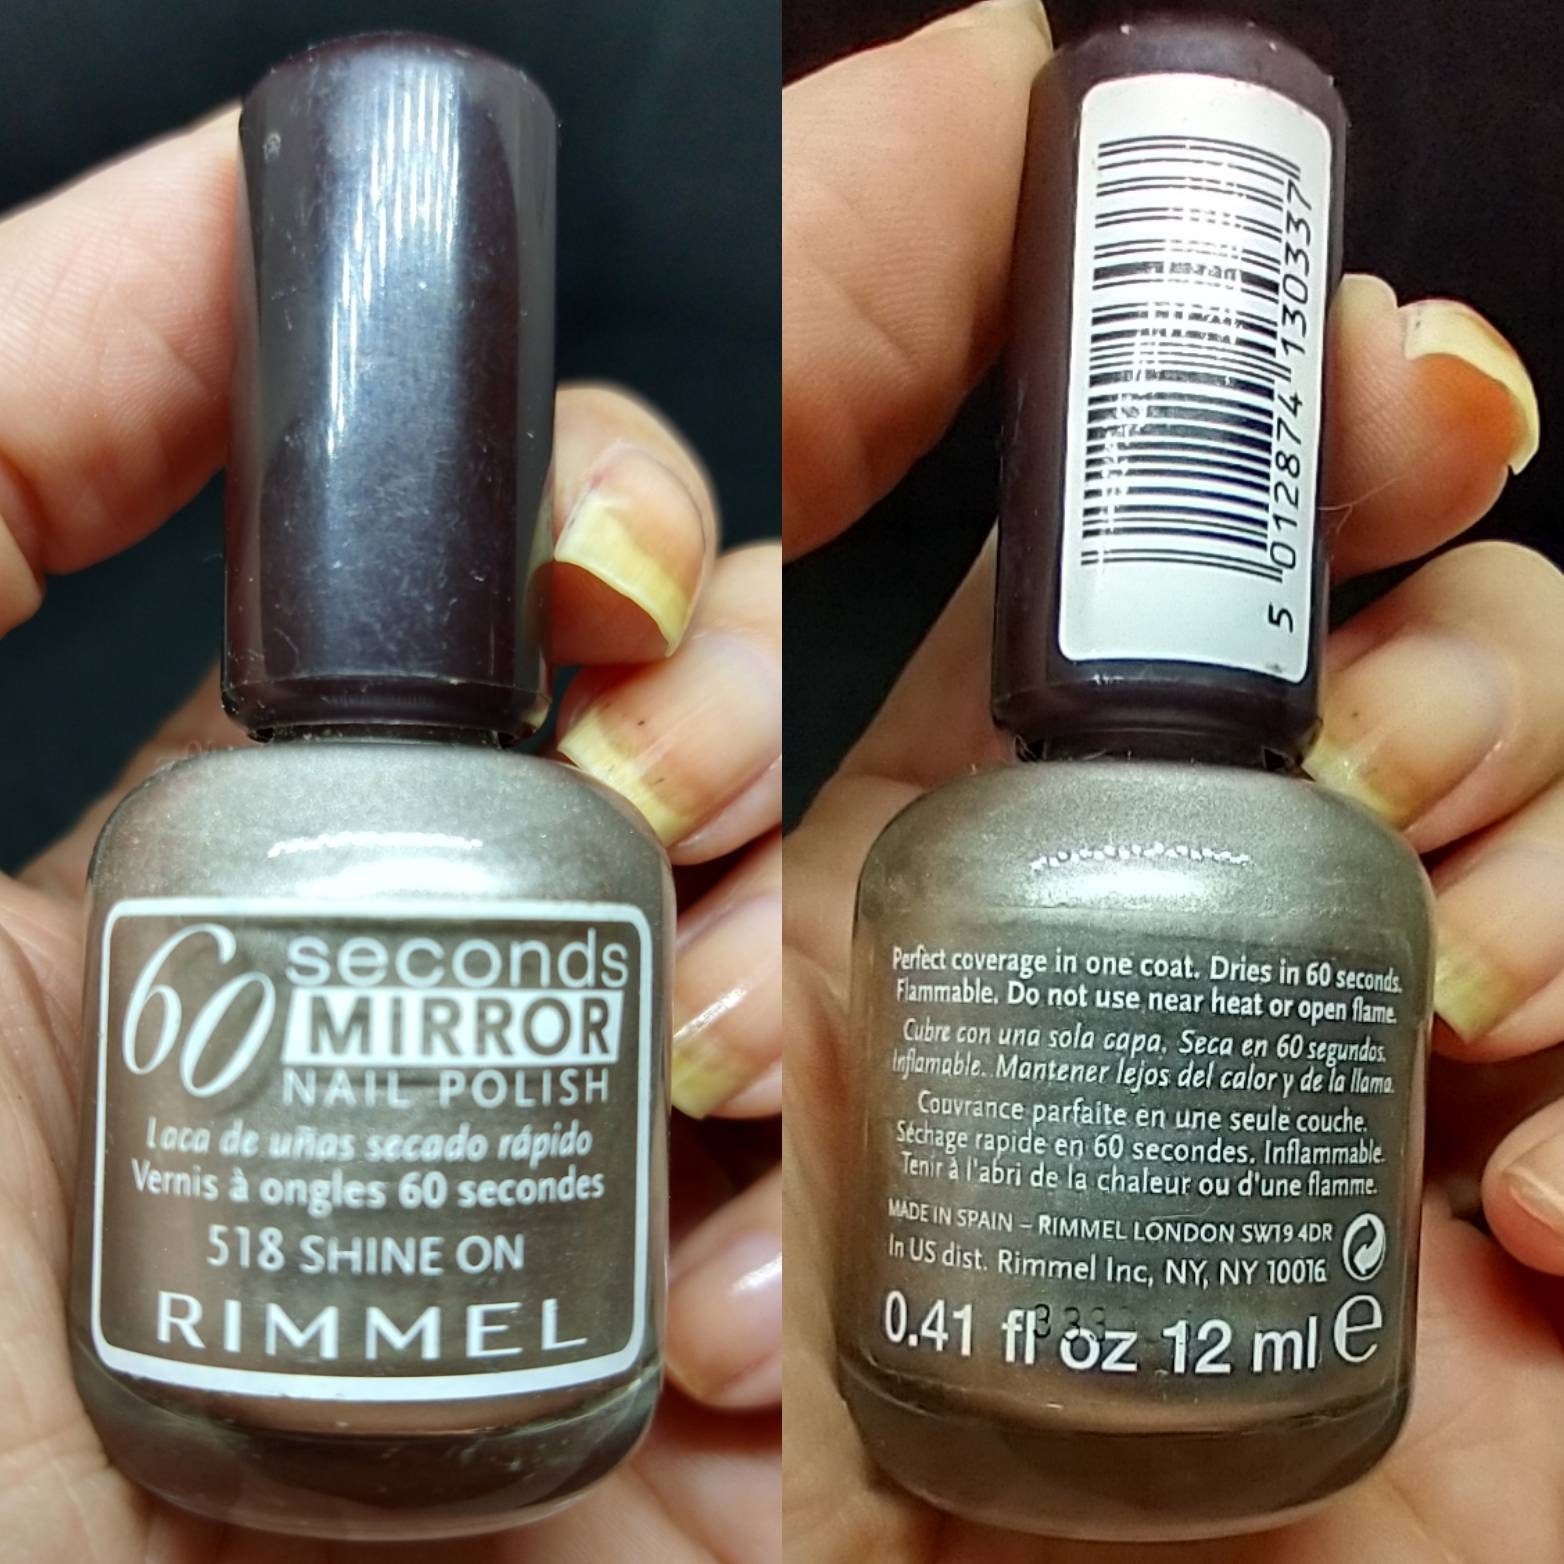 60 seconds
MIRROR
NAIL POLISH
Laca de uñas secado rápido
Vernis à ongles 60 secondes
518 SHINE ON
RIMMEL
5 012874 130337
Perfect coverage in one coat. Dries in 60 seconds.
Flammable. Do not use near heat or open flame.
Cubre con una sola capa. Seca en 60 segundos.
Inflamable. Mantener lejos del calor y de la llama.
Couvrance parfaite en une seule couche.
Séchage rapide en 60 secondes. Inflammable.
Tenir à l'abri de la chaleur ou d'une flamme.
MADE IN SPAIN – RIMMEL LONDON SW19 4DR
In US dist. Rimmel Inc, NY, NY 10016
0.41 fl oz 12 ml e